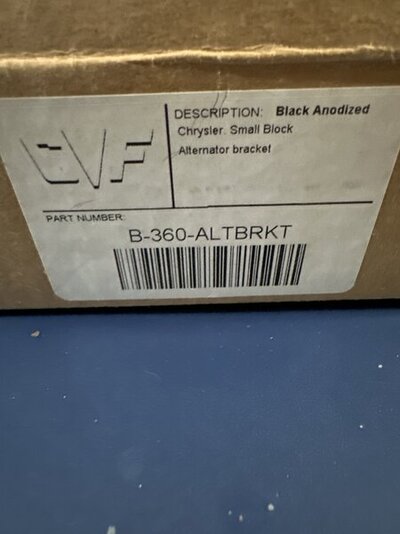 CVF
DESCRIPTION: Black Anodized
Chrysler. Small Block
Alternator bracket
PART NUMBER:
B-360-ALTBRKT